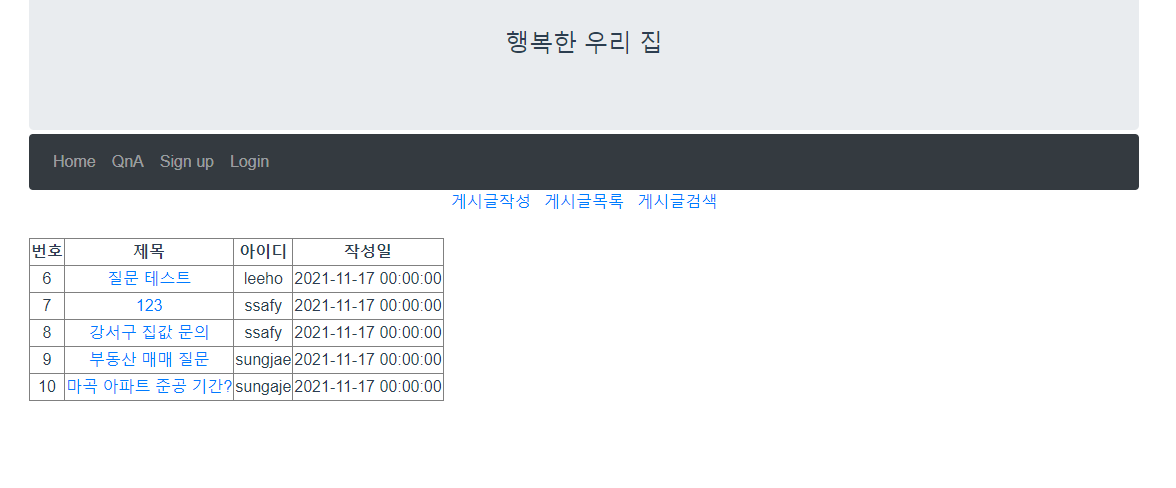 행복한 우리 집
Home QnA Sign up Login
게시글작성 게시글목록 게시글검색
번호 제목 아이디 작성일
6 질문 테스트 leeho 2021-11-17 00:00:00
7 123 ssafy 2021-11-17 00:00:00
8 강서구 집값 문의 ssafy 2021-11-17 00:00:00
9 부동산 매매 질문 sungjae 2021-11-17 00:00:00
10 마곡 아파트 준공 기간? sungaje 2021-11-17 00:00:00